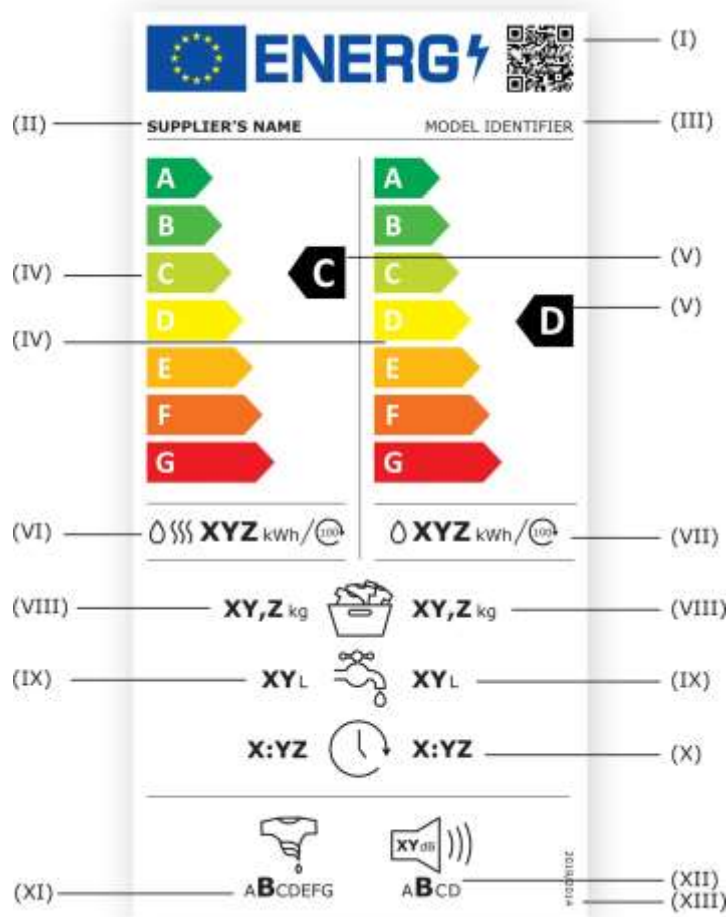 ENERG
(I)
(II) SUPPLIER'S NAME MODEL IDENTIFIER (III)
A A
B B
(IV) C C C (V)
D D D (V)
(IV)
E E
F F
G G
(VI) XYZ kWh/100 XYZ kWh/100 (VII)
(VIII) XY,Z kg XY,Z kg (VIII)
(IX) XY L XY L (IX)
X:YZ X:YZ (X)
XY dB
(XI) ABCDEFG ABCD (XII)
2019/2014 (XIII)